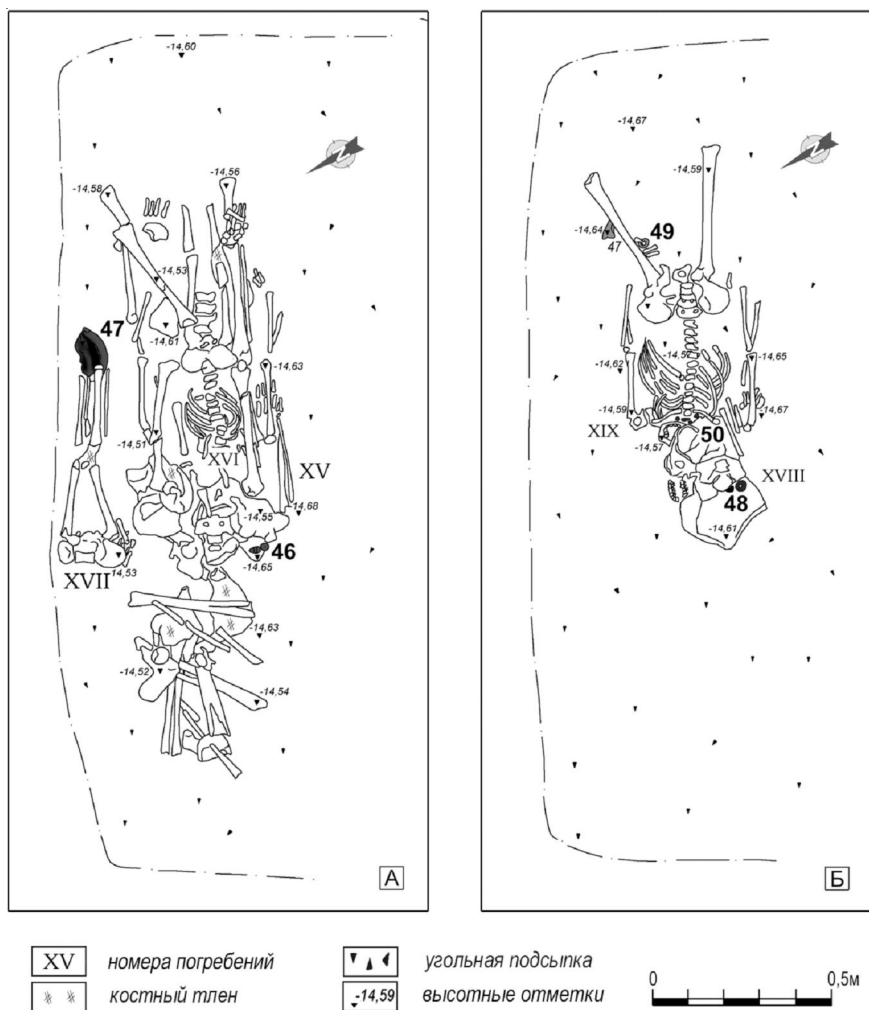 -14,60
-14,58
-14,56
-14,53
47
-14,61
-14,63
-14,51
XVI
XV
-14,68
-14,55
46
-14,65
XVII
14,53
-14,63
-14,52
-14,54
А
-14,67
-14,59
-14,64
47
49
-14,57
-14,65
-14,62
-14,59
-14,67
XIX
50
-14,57
XVIII
48
-14,61
Б
XV номера погребений
костный тлен
угольная подсыпка
-14,59 высотные отметки
0 0,5м
N
N